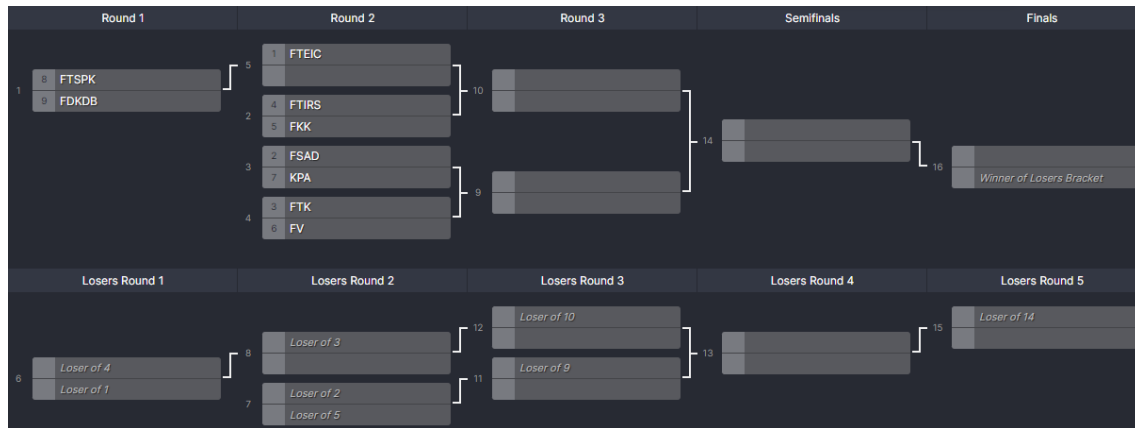 Round 1
Round 2
Round 3
Semifinals
Finals
1
8 FTSPK
9 FDKDB
5
1 FTEIC
2
4 FTIRS
5 FKK
3
2 FSAD
7 KPA
4
3 FTK
6 FV
10
9
14
16
Winner of Losers Bracket
Losers Round 1
Losers Round 2
Losers Round 3
Losers Round 4
Losers Round 5
6
Loser of 4
Loser of 1
8
Loser of 3
7
Loser of 2
Loser of 5
12
Loser of 10
11
Loser of 9
13
15
Loser of 14